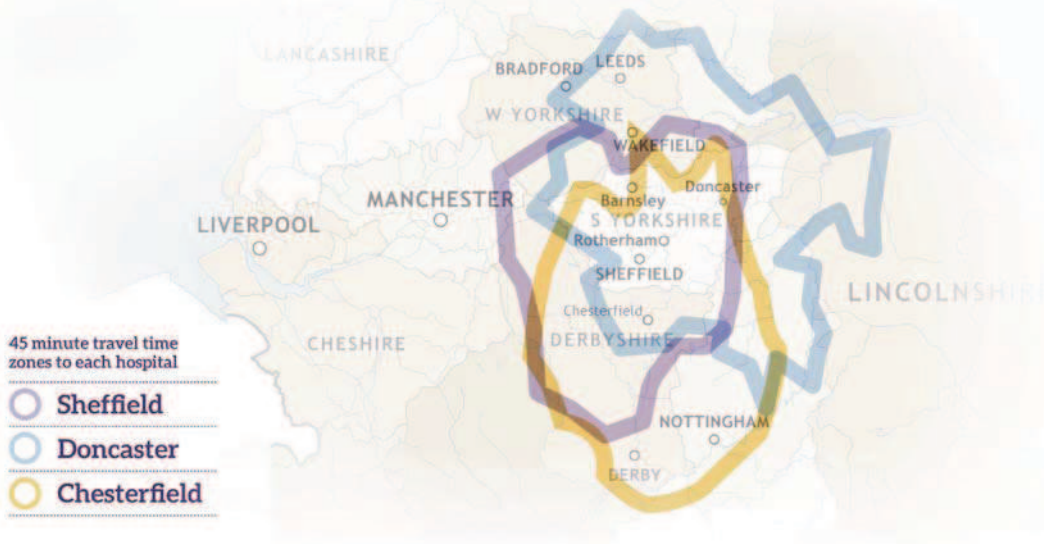 LANCASHIRE
BRADFORD LEEDS
W YORKSHIRE
WAKEFIELD
MANCHESTER
Doncaster
Barnsley
LIVERPOOL
S YORKSHIRE
Rotherham
SHEFFIELD
LINCOLNSHIRE
Chesterfield
CHESHIRE
DERBYSHIRE
45 minute travel time
zones to each hospital
Sheffield
Doncaster
Chesterfield
NOTTINGHAM
DERBY